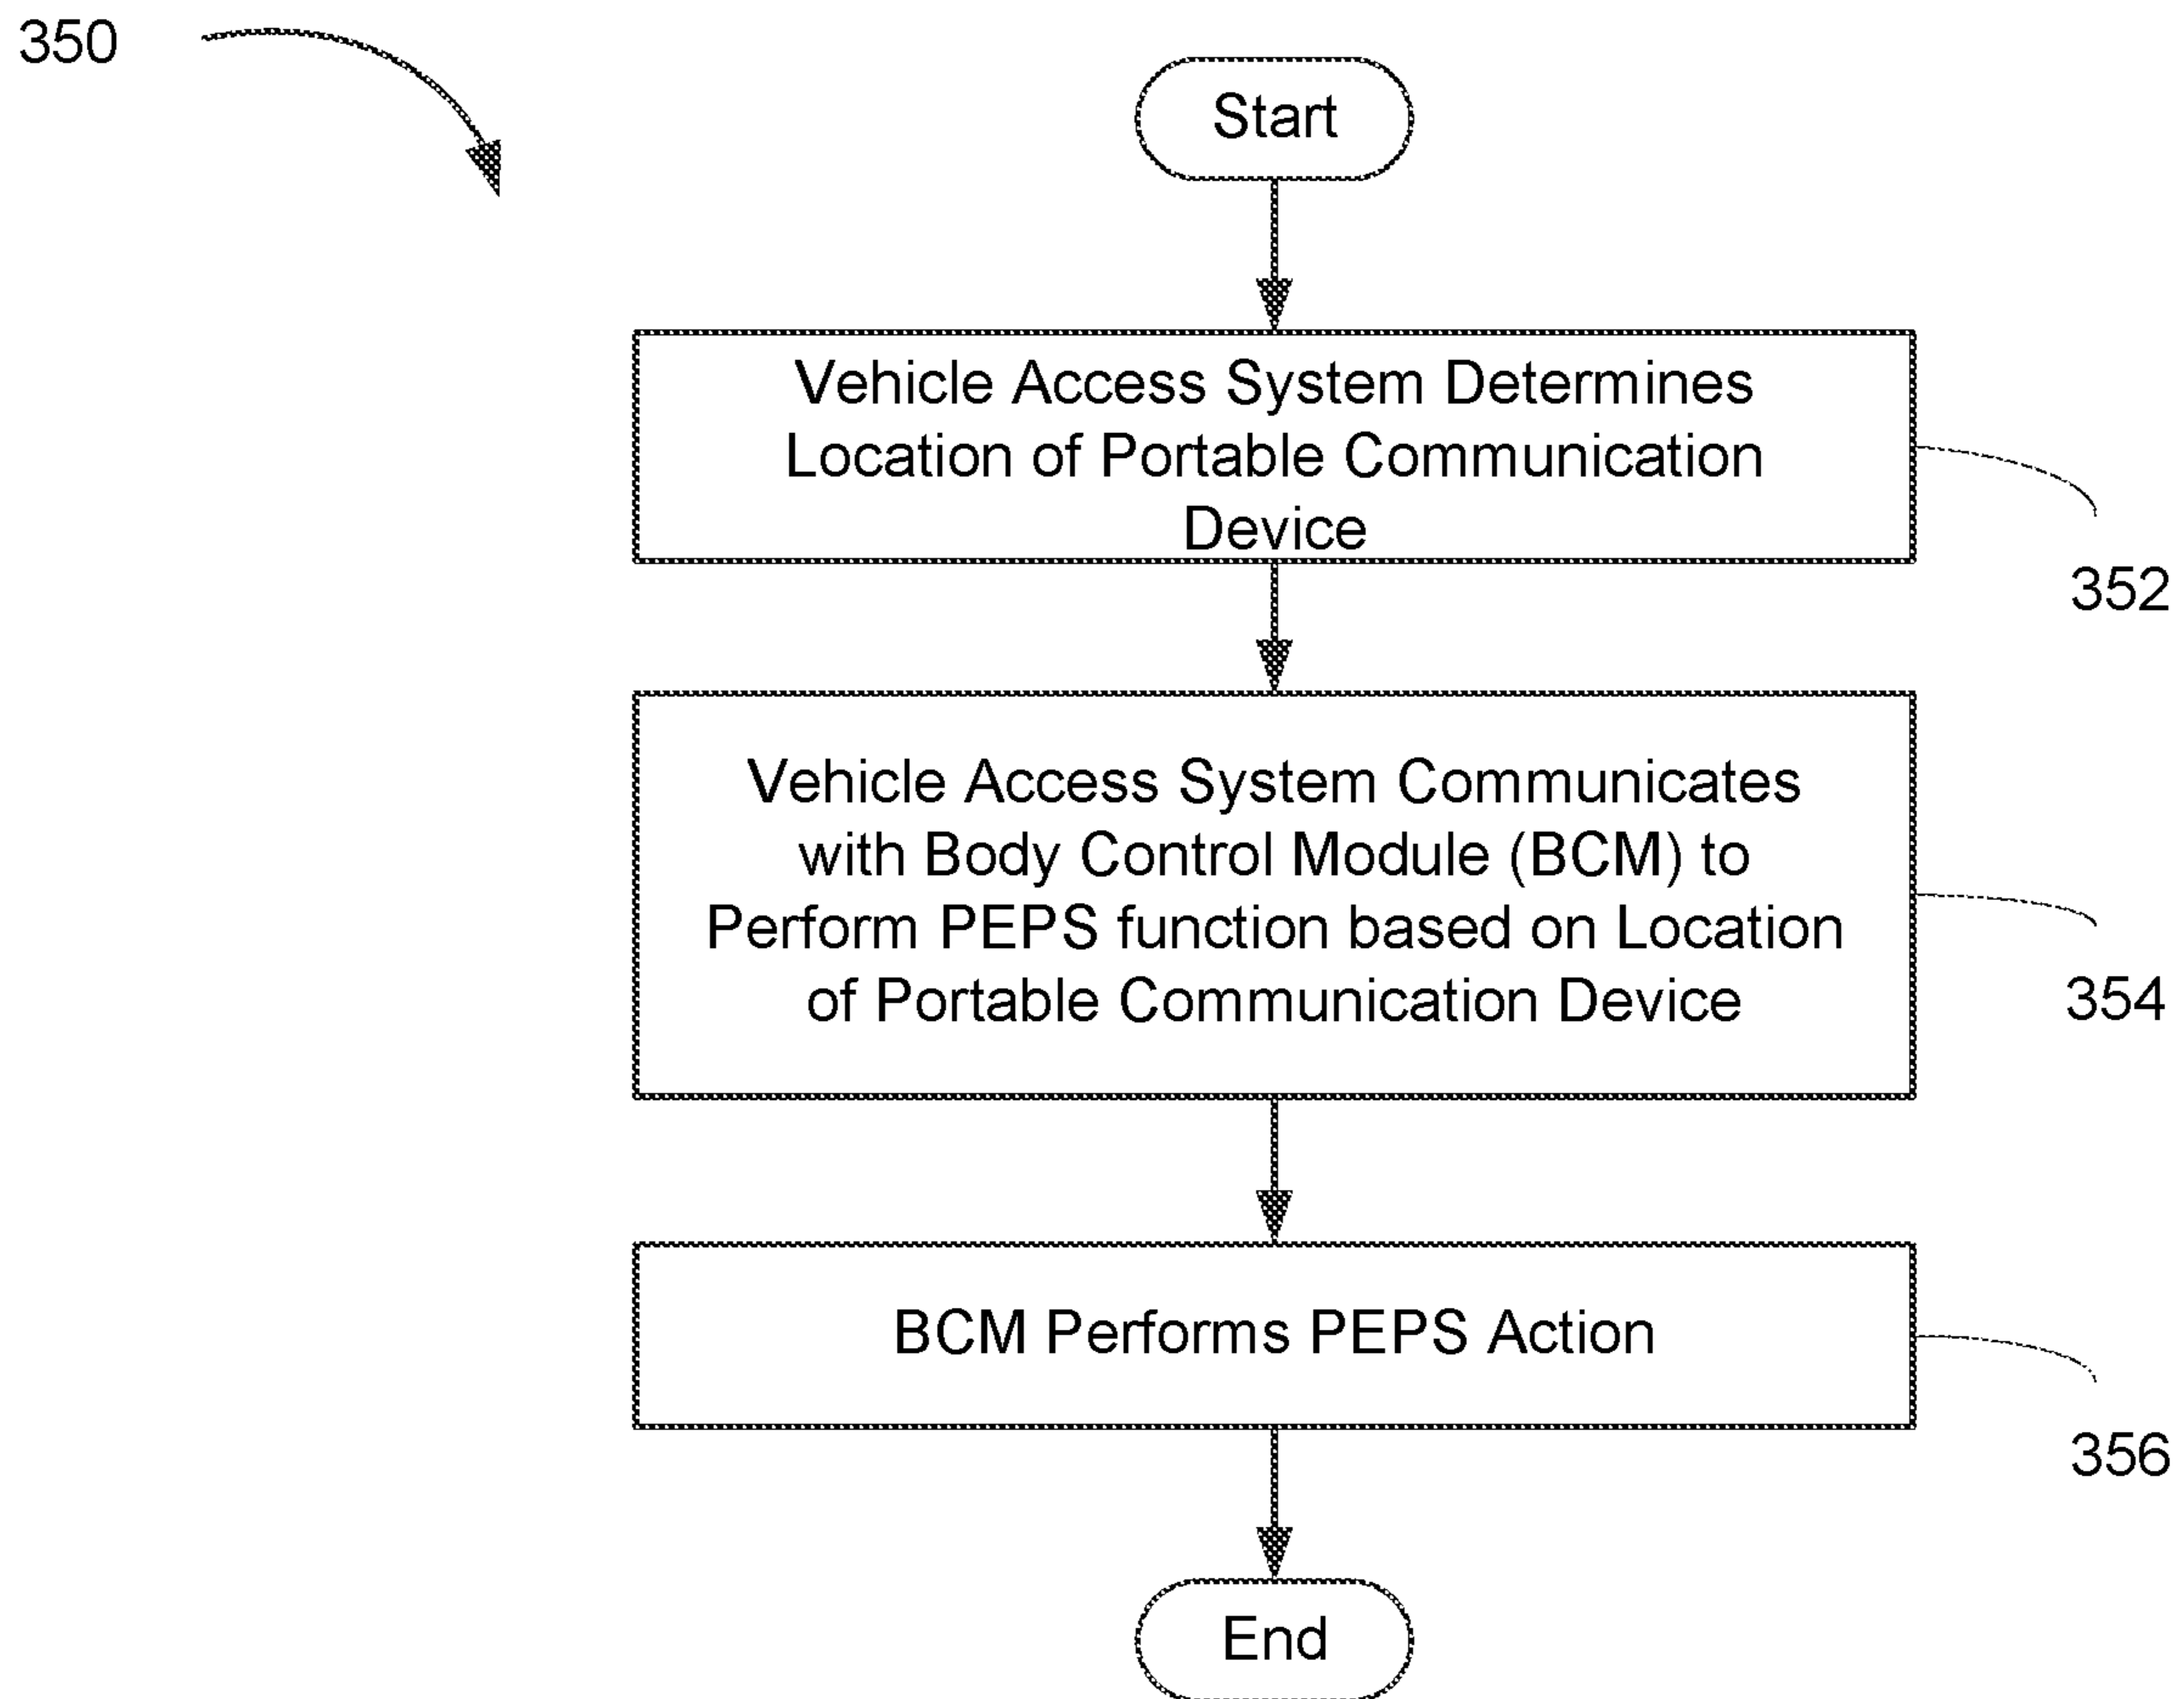 350
Start
Vehicle Access System Determines
Location of Portable Communication
Device
352
Vehicle Access System Communicates
with Body Control Module (BCM) to
Perform PEPS function based on Location
of Portable Communication Device
354
BCM Performs PEPS Action
356
End